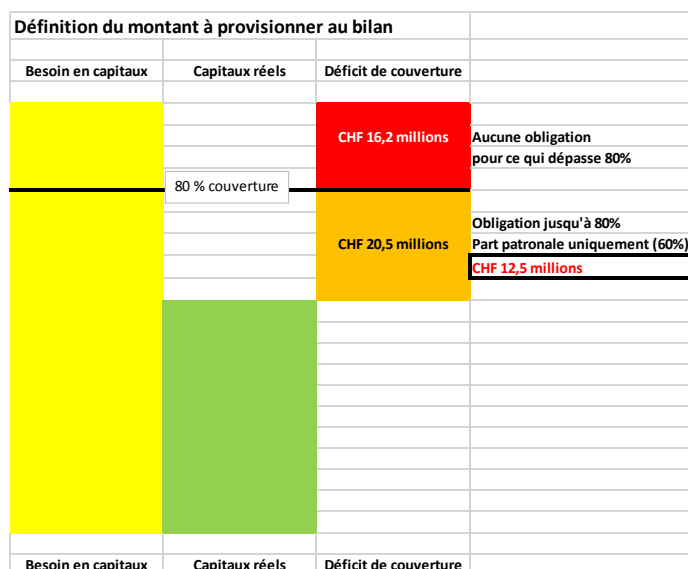 Définition du montant à provisionner au bilan
Besoin en capitaux Capitaux réels Déficit de couverture
CHF 16,2 millions Aucune obligation
pour ce qui dépasse 80%
80 % couverture
Obligation jusqu'à 80%
CHF 20,5 millions Part patronale uniquement (60%)
CHF 12,5 millions
Besoin en capitaux Capitaux réels Déficit de couverture